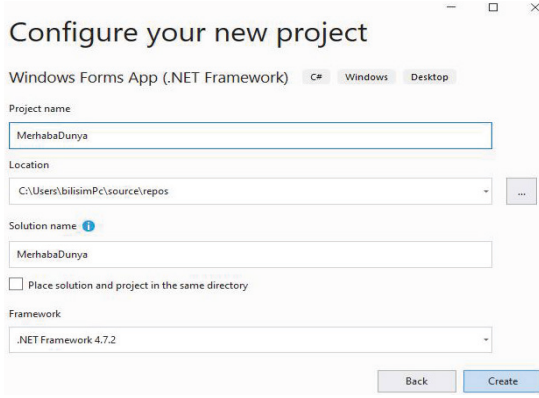 Configure your new project
Windows Forms App (.NET Framework) C# Windows Desktop
Project name
MerhabaDunya
Location
C:\Users\bilisimPc\source\repos
...
Solution name
MerhabaDunya
Place solution and project in the same directory
Framework
.NET Framework 4.7.2
Back Create